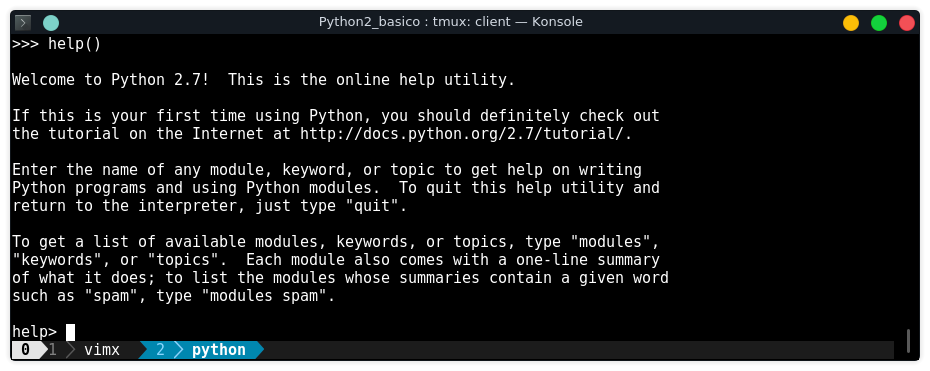 Python2_basico : tmux: client — Konsole
>>> help()
Welcome to Python 2.7!  This is the online help utility.
If this is your first time using Python, you should definitely check out
the tutorial on the Internet at http://docs.python.org/2.7/tutorial/.
Enter the name of any module, keyword, or topic to get help on writing
Python programs and using Python modules.  To quit this help utility and
return to the interpreter, just type "quit".
To get a list of available modules, keywords, or topics, type "modules",
"keywords", or "topics".  Each module also comes with a one-line summary
of what it does; to list the modules whose summaries contain a given word
such as "spam", type "modules spam".
help>
0 1 vimx 2 python